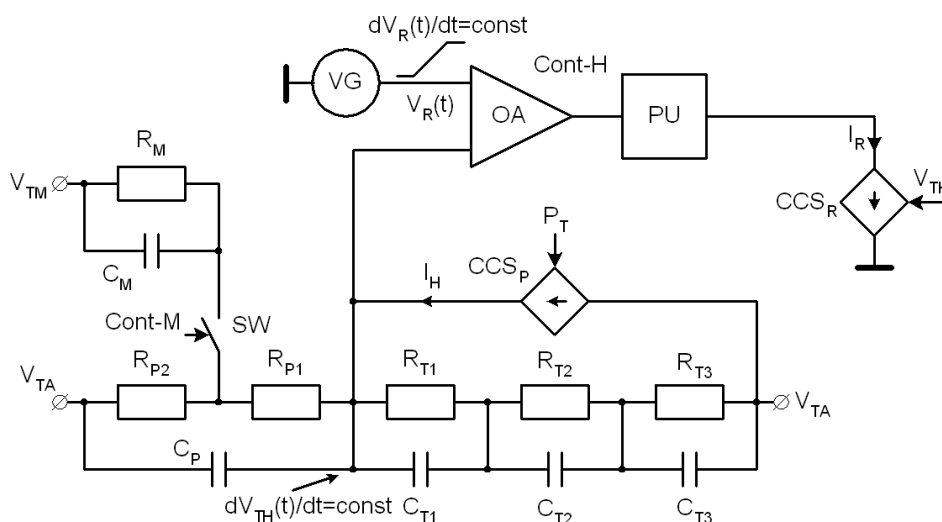 dV_R(t)/dt=const
Cont-H
VG
V_R(t)
OA
PU
R_M
I_R
V_TM
V_TH
CCS_R
P_T
C_M
CCS_P
I_H
Cont-M
SW
R_P2
R_P1
R_T1
R_T2
R_T3
V_TA
V_TA
C_P
dV_TH(t)/dt=const
C_T1
C_T2
C_T3